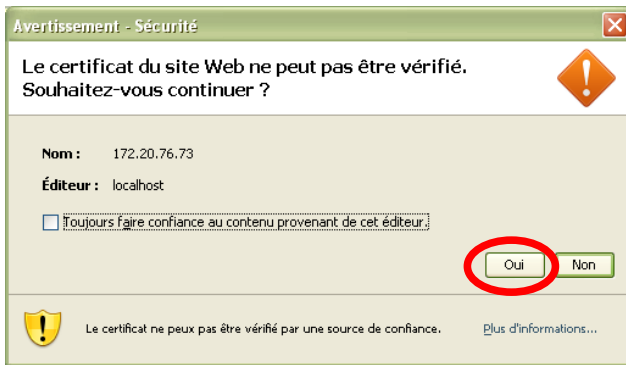 Avertissement - Sécurité
Le certificat du site Web ne peut pas être vérifié.
Souhaitez-vous continuer ?
Nom : 172.20.76.73
Éditeur : localhost
Toujours faire confiance au contenu provenant de cet éditeur.
Oui Non
Le certificat ne peux pas être vérifié par une source de confiance. Plus d'informations...